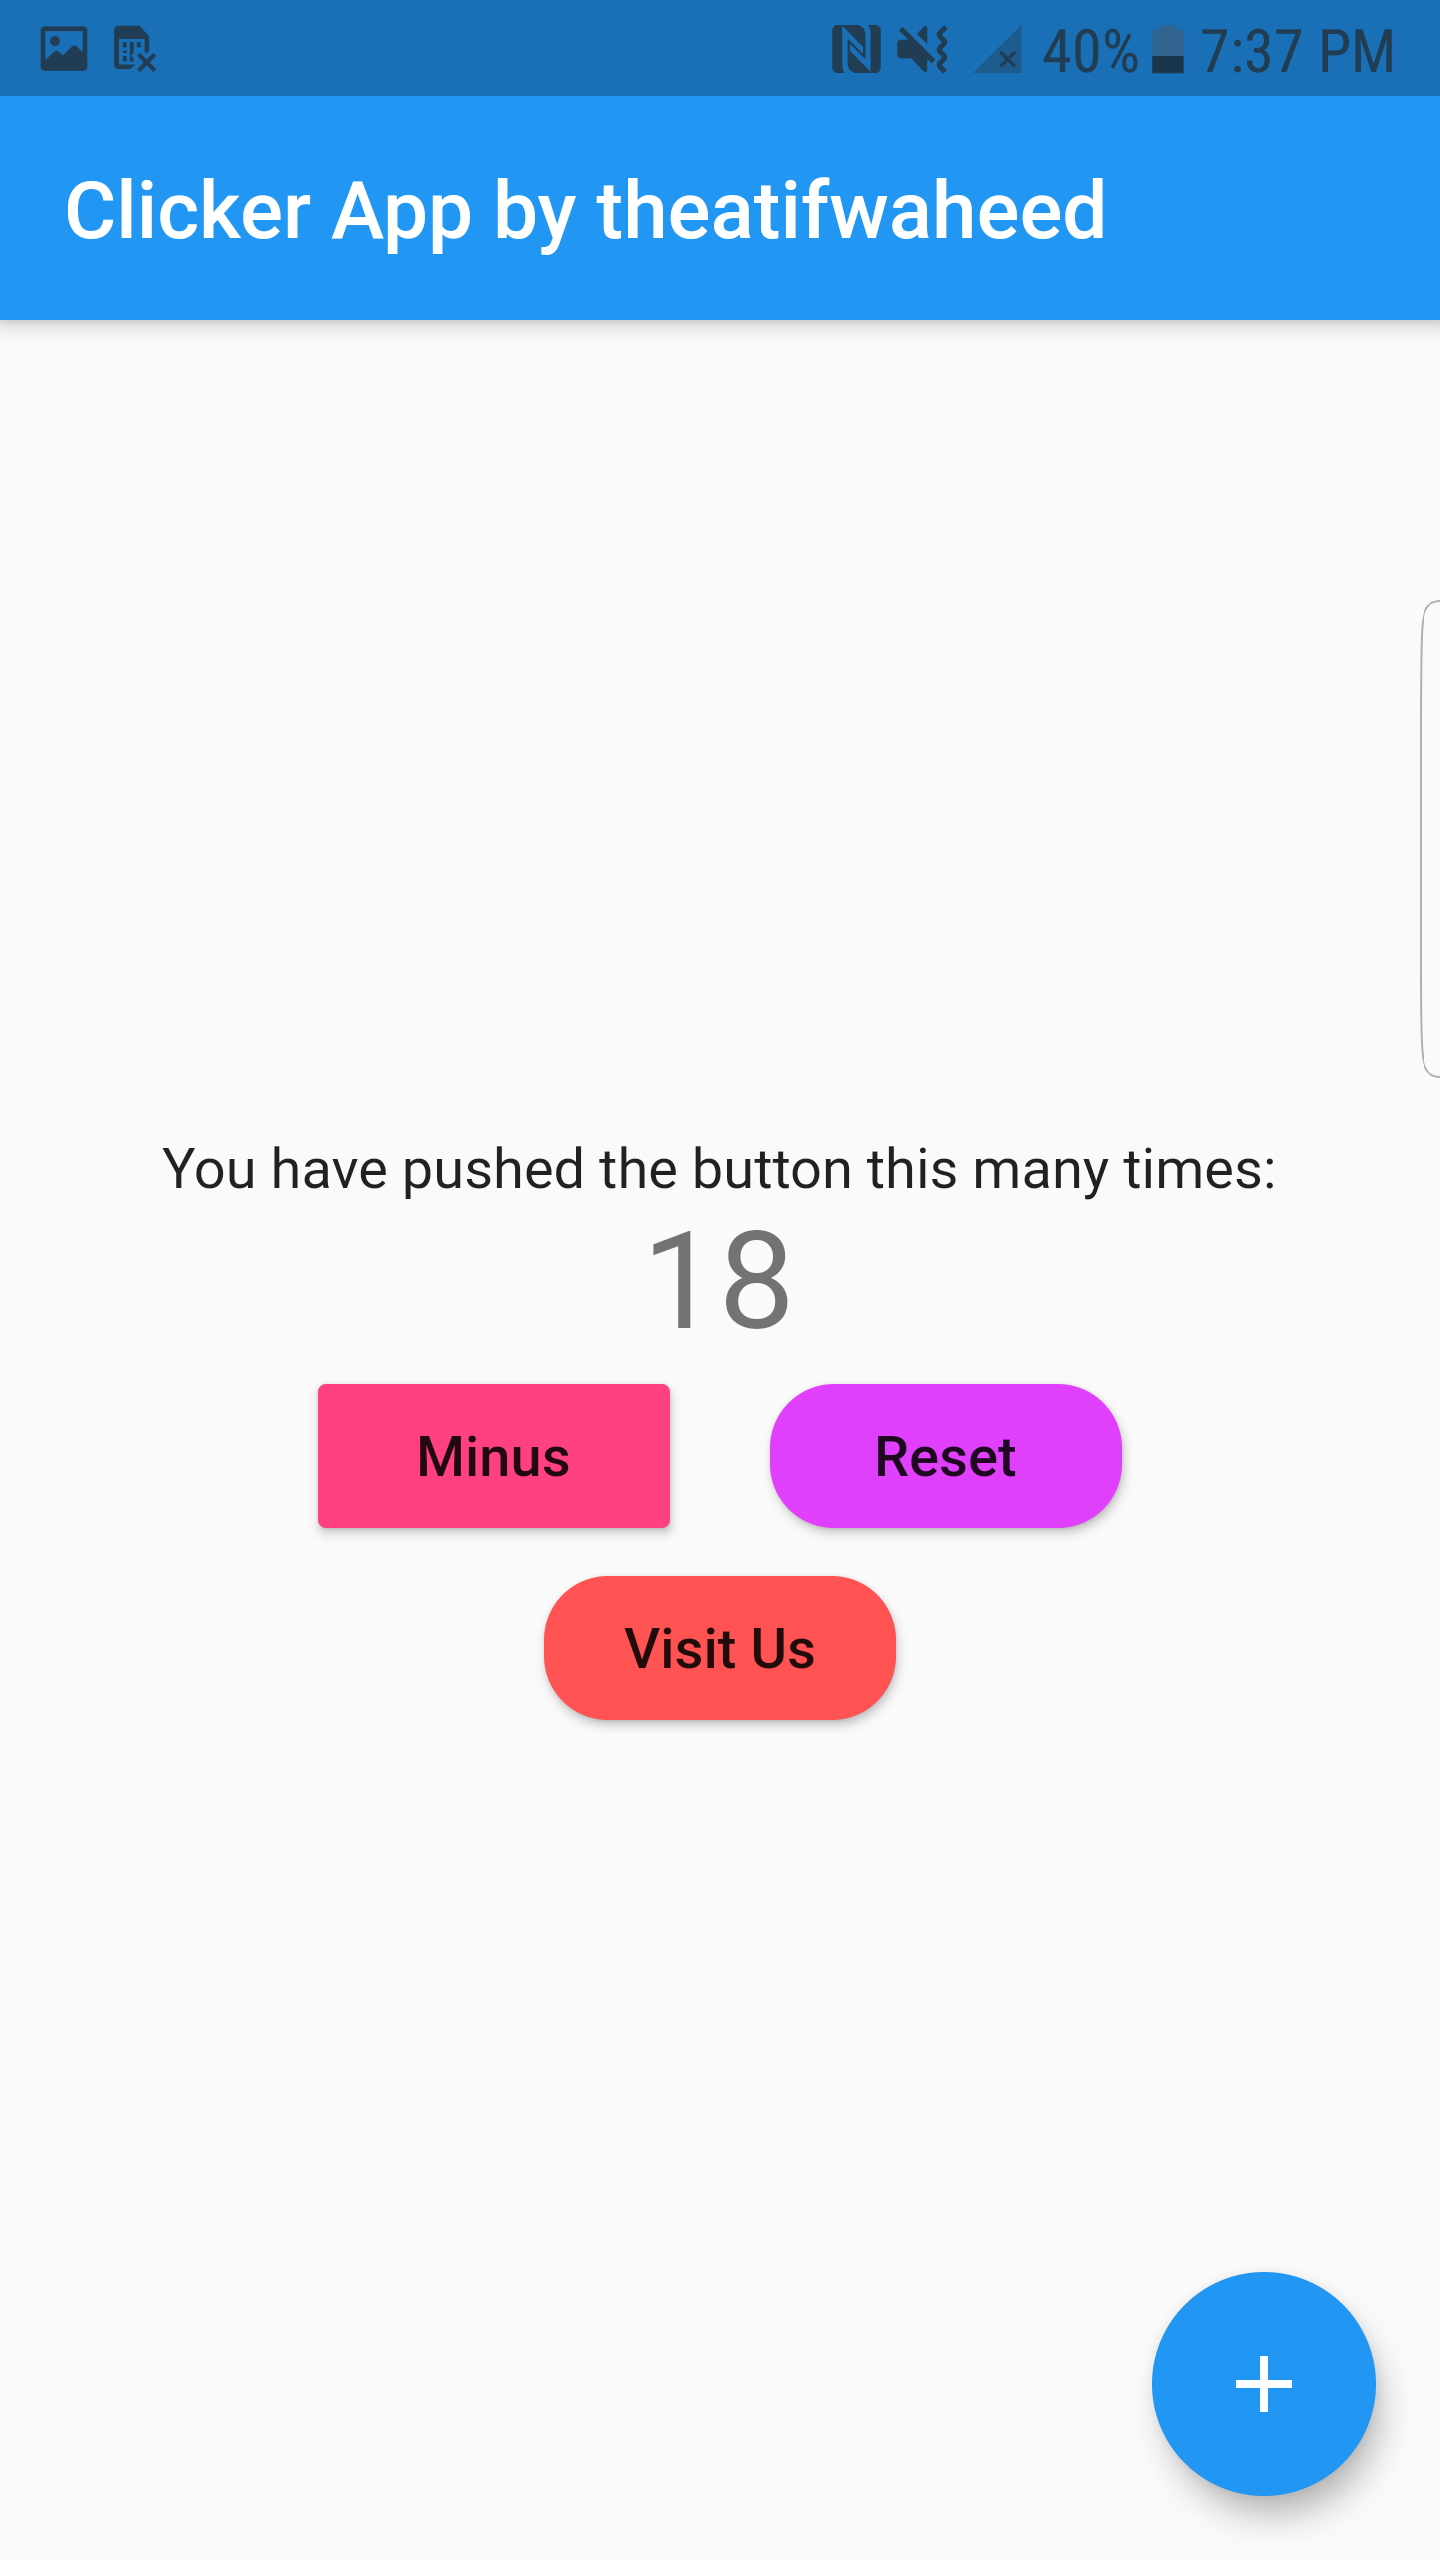 40% 7:37 PM
Clicker App by theatifwaheed
You have pushed the button this many times:
18
Minus Reset
Visit Us